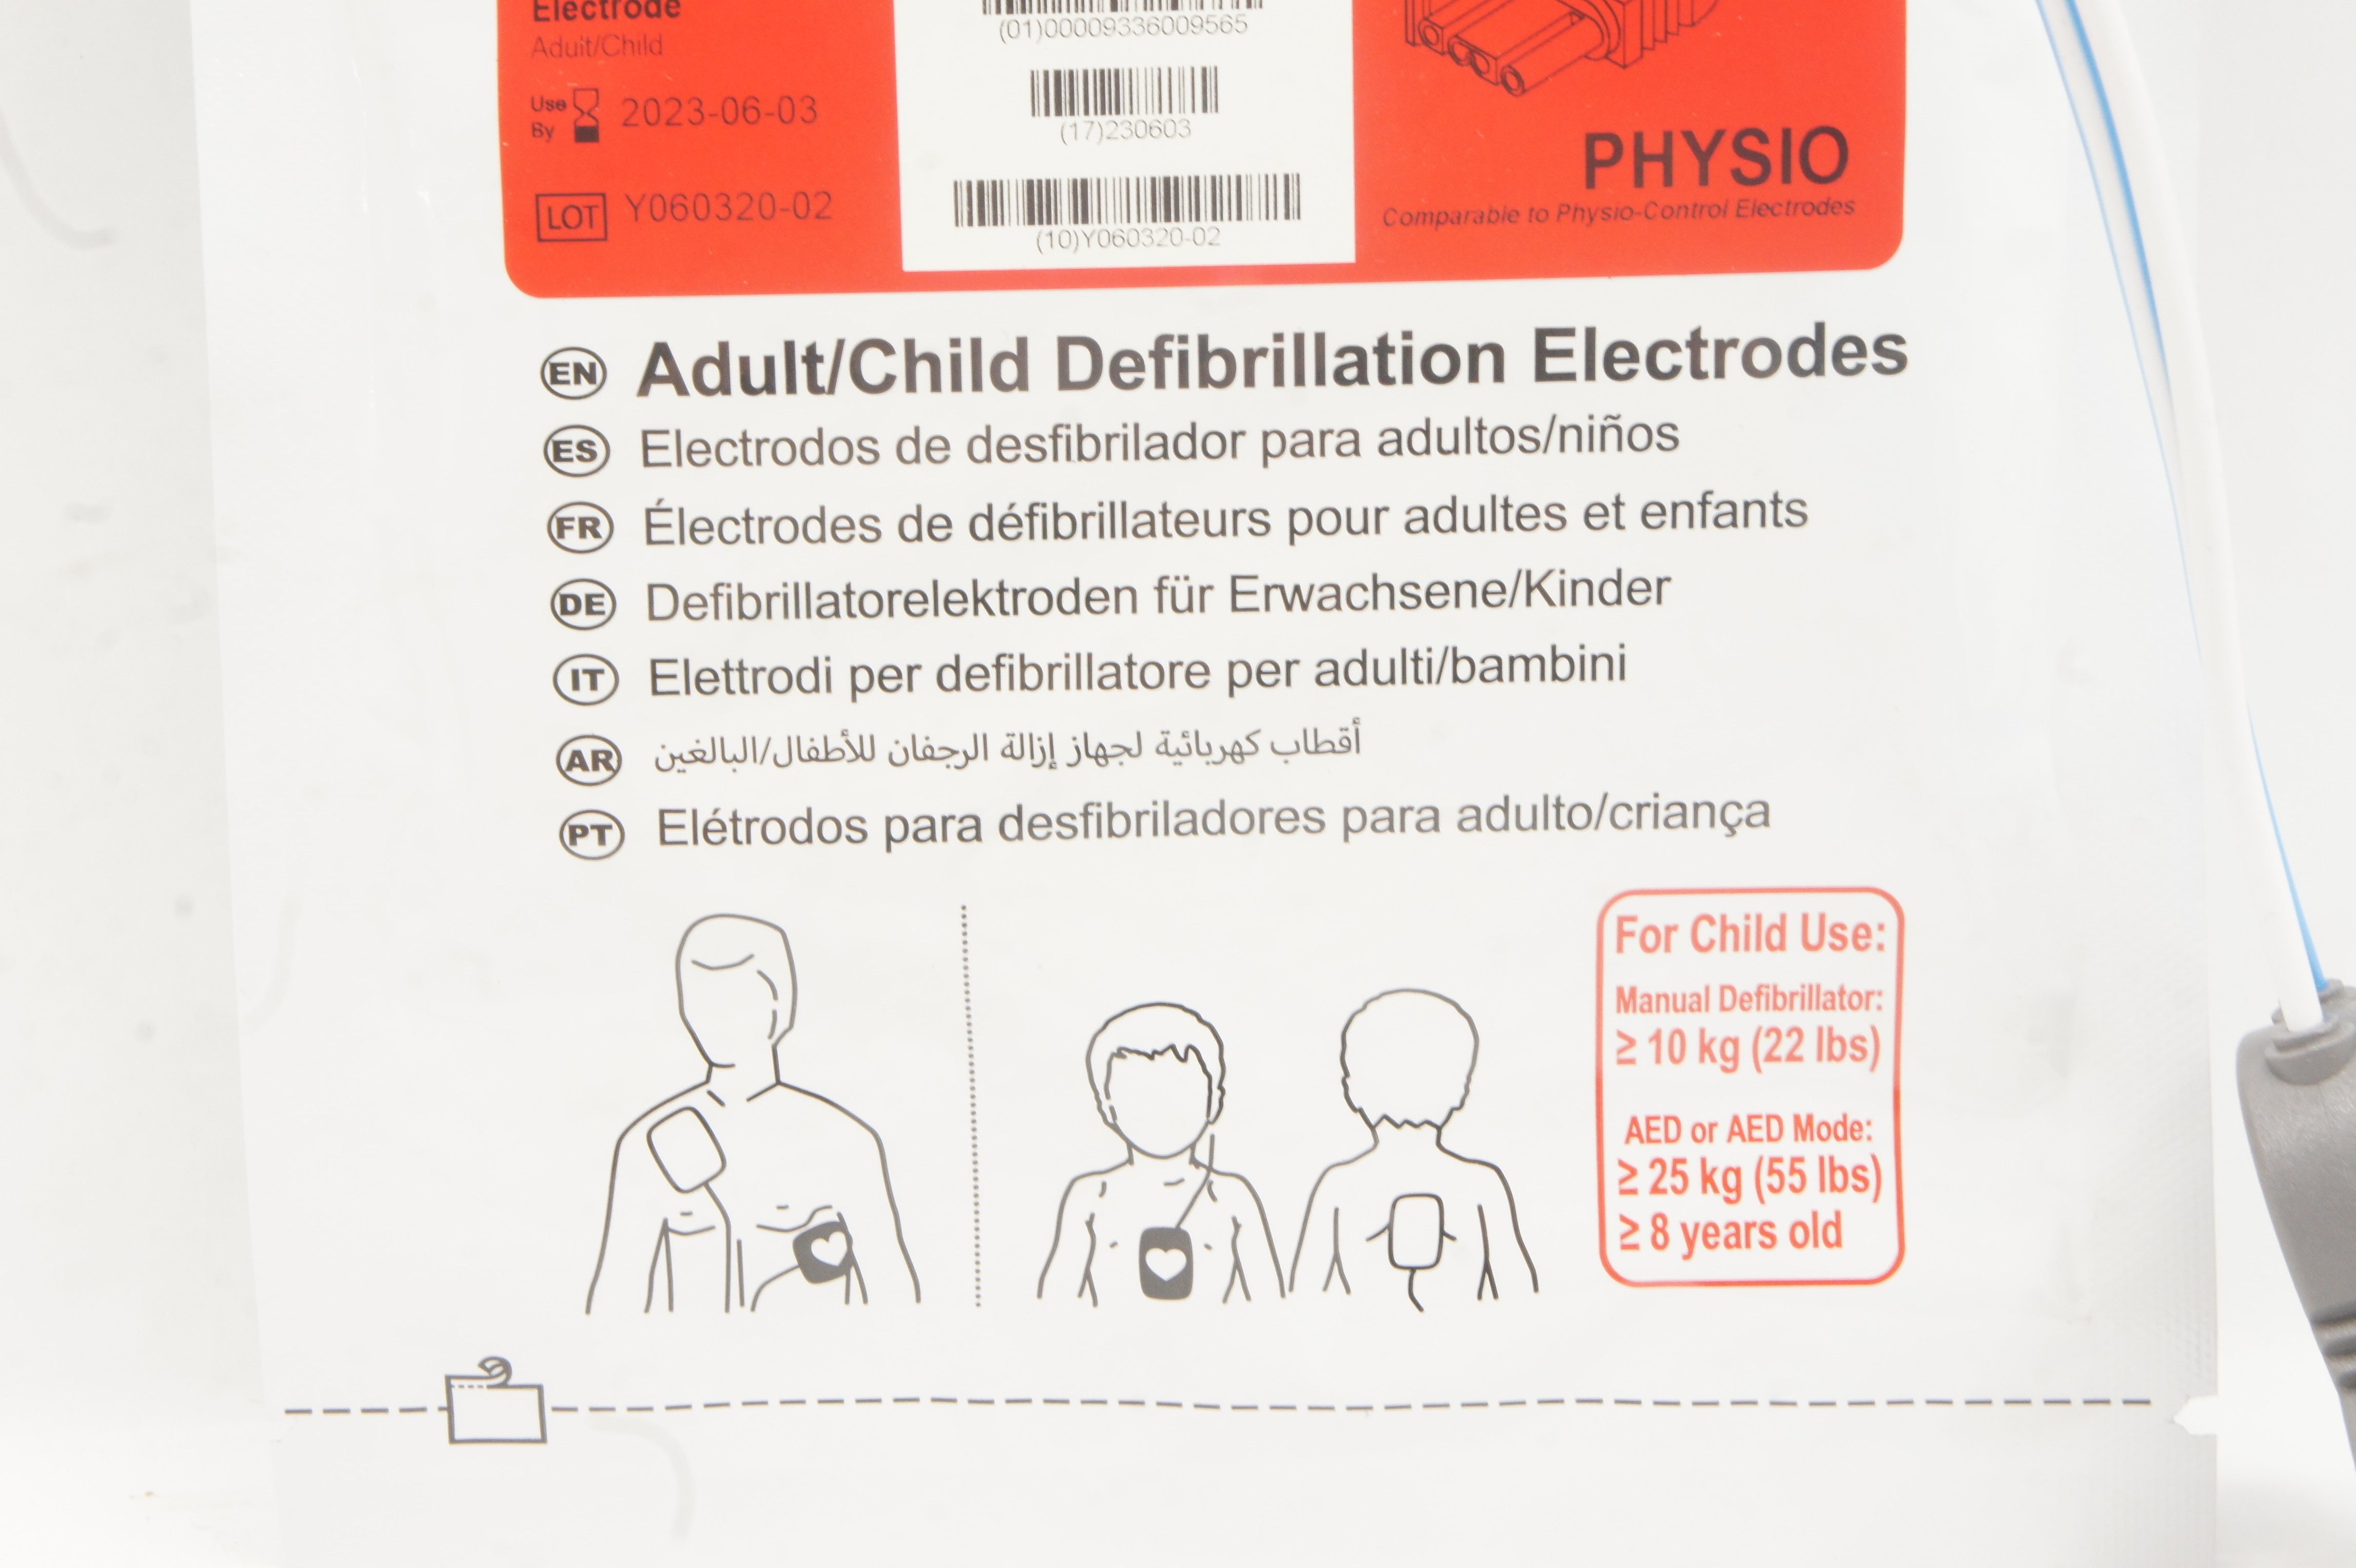 Electrode
Adult/Child
Use By 2023-06-03
LOT Y060320-02
(01)00009336009565
(17)230603
(10)Y060320-02
PHYSIO
Comparable to Physio-Control Electrodes
EN Adult/Child Defibrillation Electrodes
ES Electrodos de desfibrilador para adultos/niños
FR Électrodes de défibrillateurs pour adultes et enfants
DE Defibrillatorelektroden für Erwachsene/Kinder
IT Elettrodi per defibrillatore per adulti/bambini
AR أقطاب كهربائية لجهاز إزالة الرجفان للأطفال/البالغين
PT Elétrodos para desfibriladores para adulto/criança
For Child Use:
Manual Defibrillator:
≥ 10 kg (22 lbs)
AED or AED Mode:
≥ 25 kg (55 lbs)
≥ 8 years old